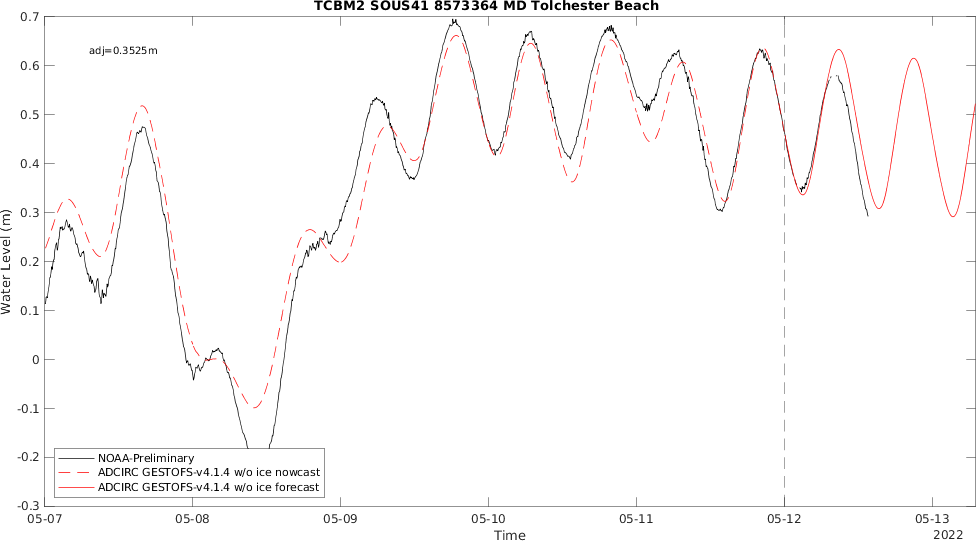 TCBM2 SOUS41 8573364 MD Tolchester Beach
adj=0.3525m
0.7
0.6
0.5
0.4
0.3
0.2
0.1
0
-0.1
-0.2
-0.3
Water Level (m)
NOAA-Preliminary
ADCIRC GESTOFS-v4.1.4 w/o ice nowcast
ADCIRC GESTOFS-v4.1.4 w/o ice forecast
05-07 05-08 05-09 05-10 05-11 05-12 05-13
Time
2022